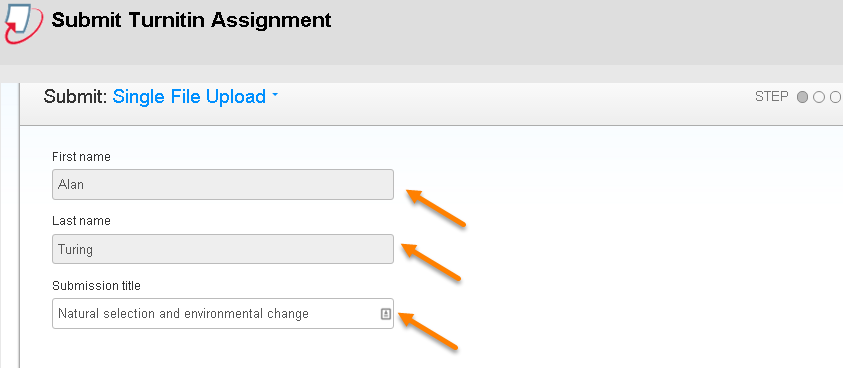 Submit Turnitin Assignment
Submit: Single File Upload
STEP
First name
Alan
Last name
Turing
Submission title
Natural selection and environmental change